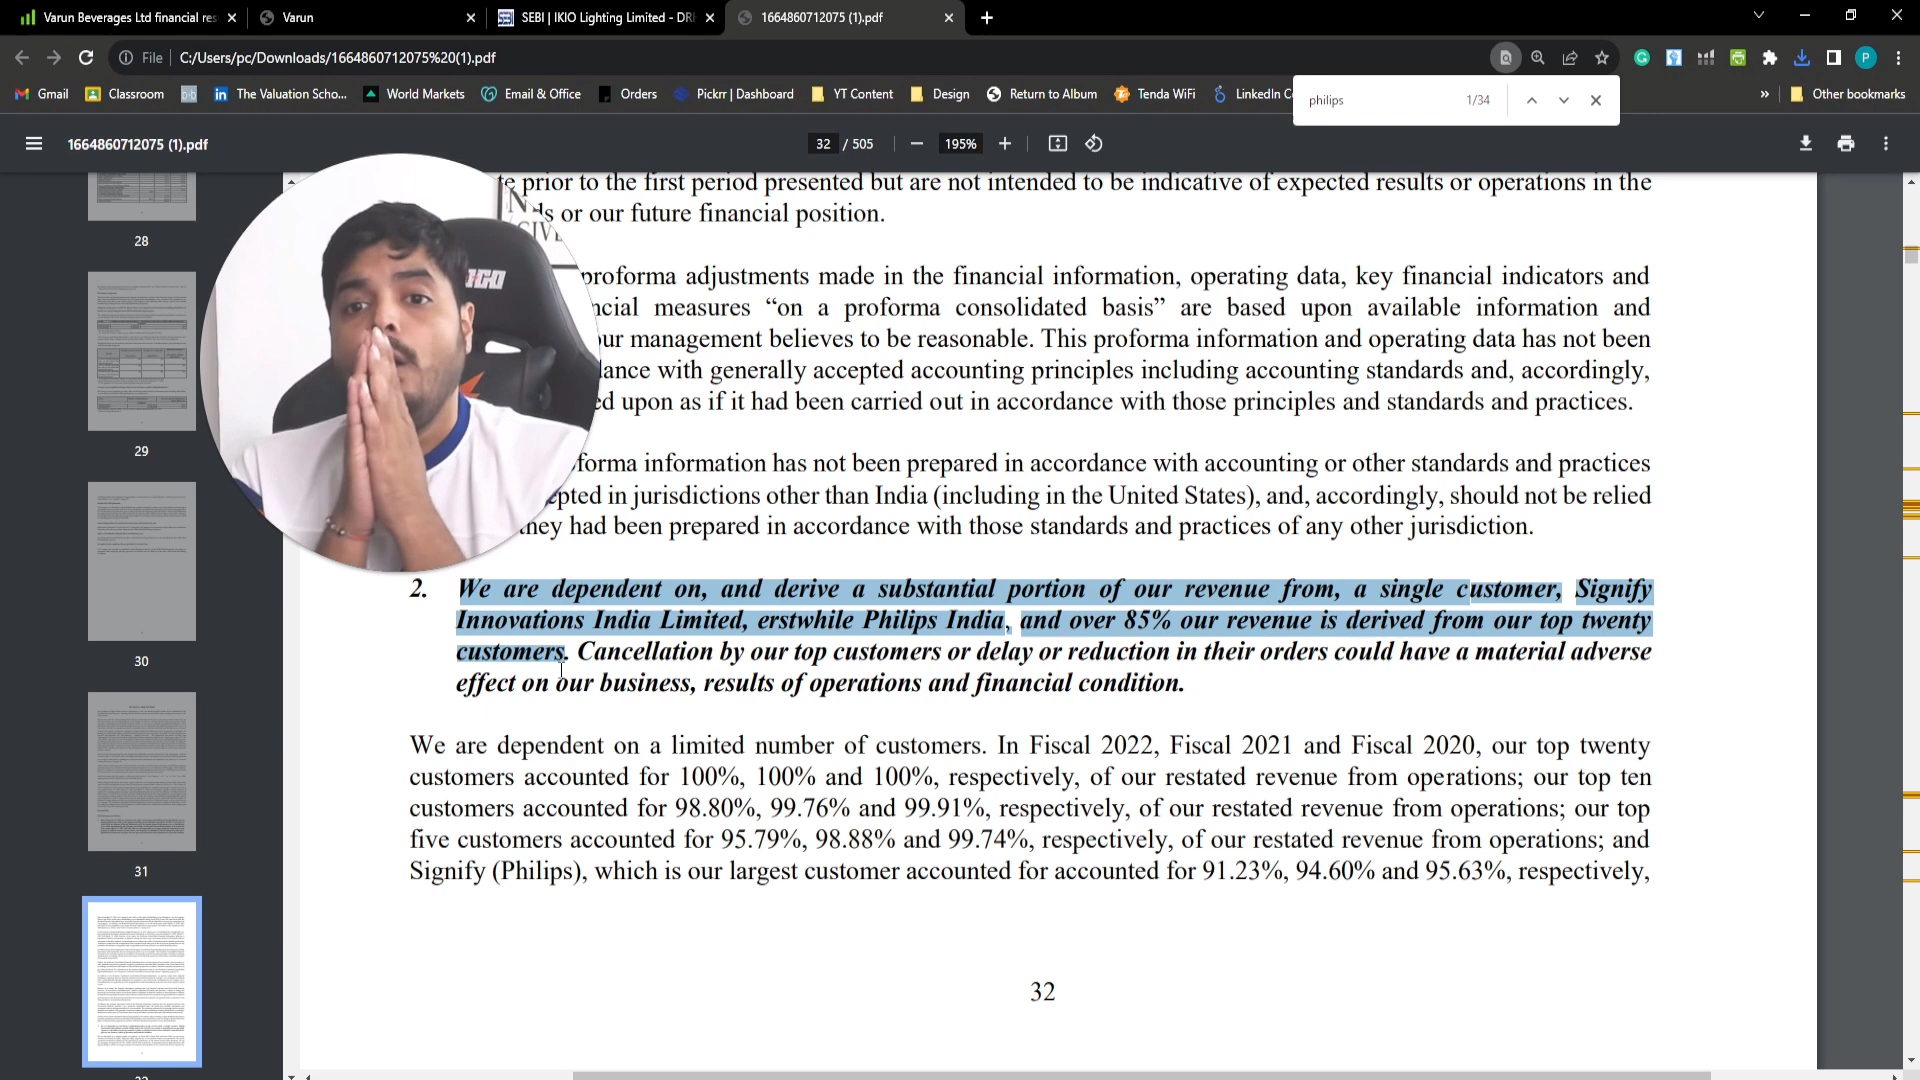 Varun Beverages Ltd financial res
Varun
SEBI | IKIO Lighting Limited - DRH
1664860712075 (1).pdf
File
C:/Users/pc/Downloads/1664860712075%20(1).pdf
P
Gmail
Classroom
The Valuation Scho...
World Markets
Email & Office
Orders
Pickrr | Dashboard
YT Content
Design
Return to Album
Tenda WiFi
LinkedIn C
Other bookmarks
philips
1/34
1664860712075 (1).pdf
32 / 505
195%
28
29
30
31
te prior to the first period presented but are not intended to be indicative of expected results or operations in the
ds or our future financial position.
proforma adjustments made in the financial information, operating data, key financial indicators and
ncial measures “on a proforma consolidated basis” are based upon available information and
ur management believes to be reasonable. This proforma information and operating data has not been
dance with generally accepted accounting principles including accounting standards and, accordingly,
ed upon as if it had been carried out in accordance with those principles and standards and practices.
forma information has not been prepared in accordance with accounting or other standards and practices
epted in jurisdictions other than India (including in the United States), and, accordingly, should not be relied
they had been prepared in accordance with those standards and practices of any other jurisdiction.
2. We are dependent on, and derive a substantial portion of our revenue from, a single customer, Signify
Innovations India Limited, erstwhile Philips India, and over 85% our revenue is derived from our top twenty
customers. Cancellation by our top customers or delay or reduction in their orders could have a material adverse
effect on our business, results of operations and financial condition.
We are dependent on a limited number of customers. In Fiscal 2022, Fiscal 2021 and Fiscal 2020, our top twenty
customers accounted for 100%, 100% and 100%, respectively, of our restated revenue from operations; our top ten
customers accounted for 98.80%, 99.76% and 99.91%, respectively, of our restated revenue from operations; our top
five customers accounted for 95.79%, 98.88% and 99.74%, respectively, of our restated revenue from operations; and
Signify (Philips), which is our largest customer accounted for accounted for 91.23%, 94.60% and 95.63%, respectively,
32